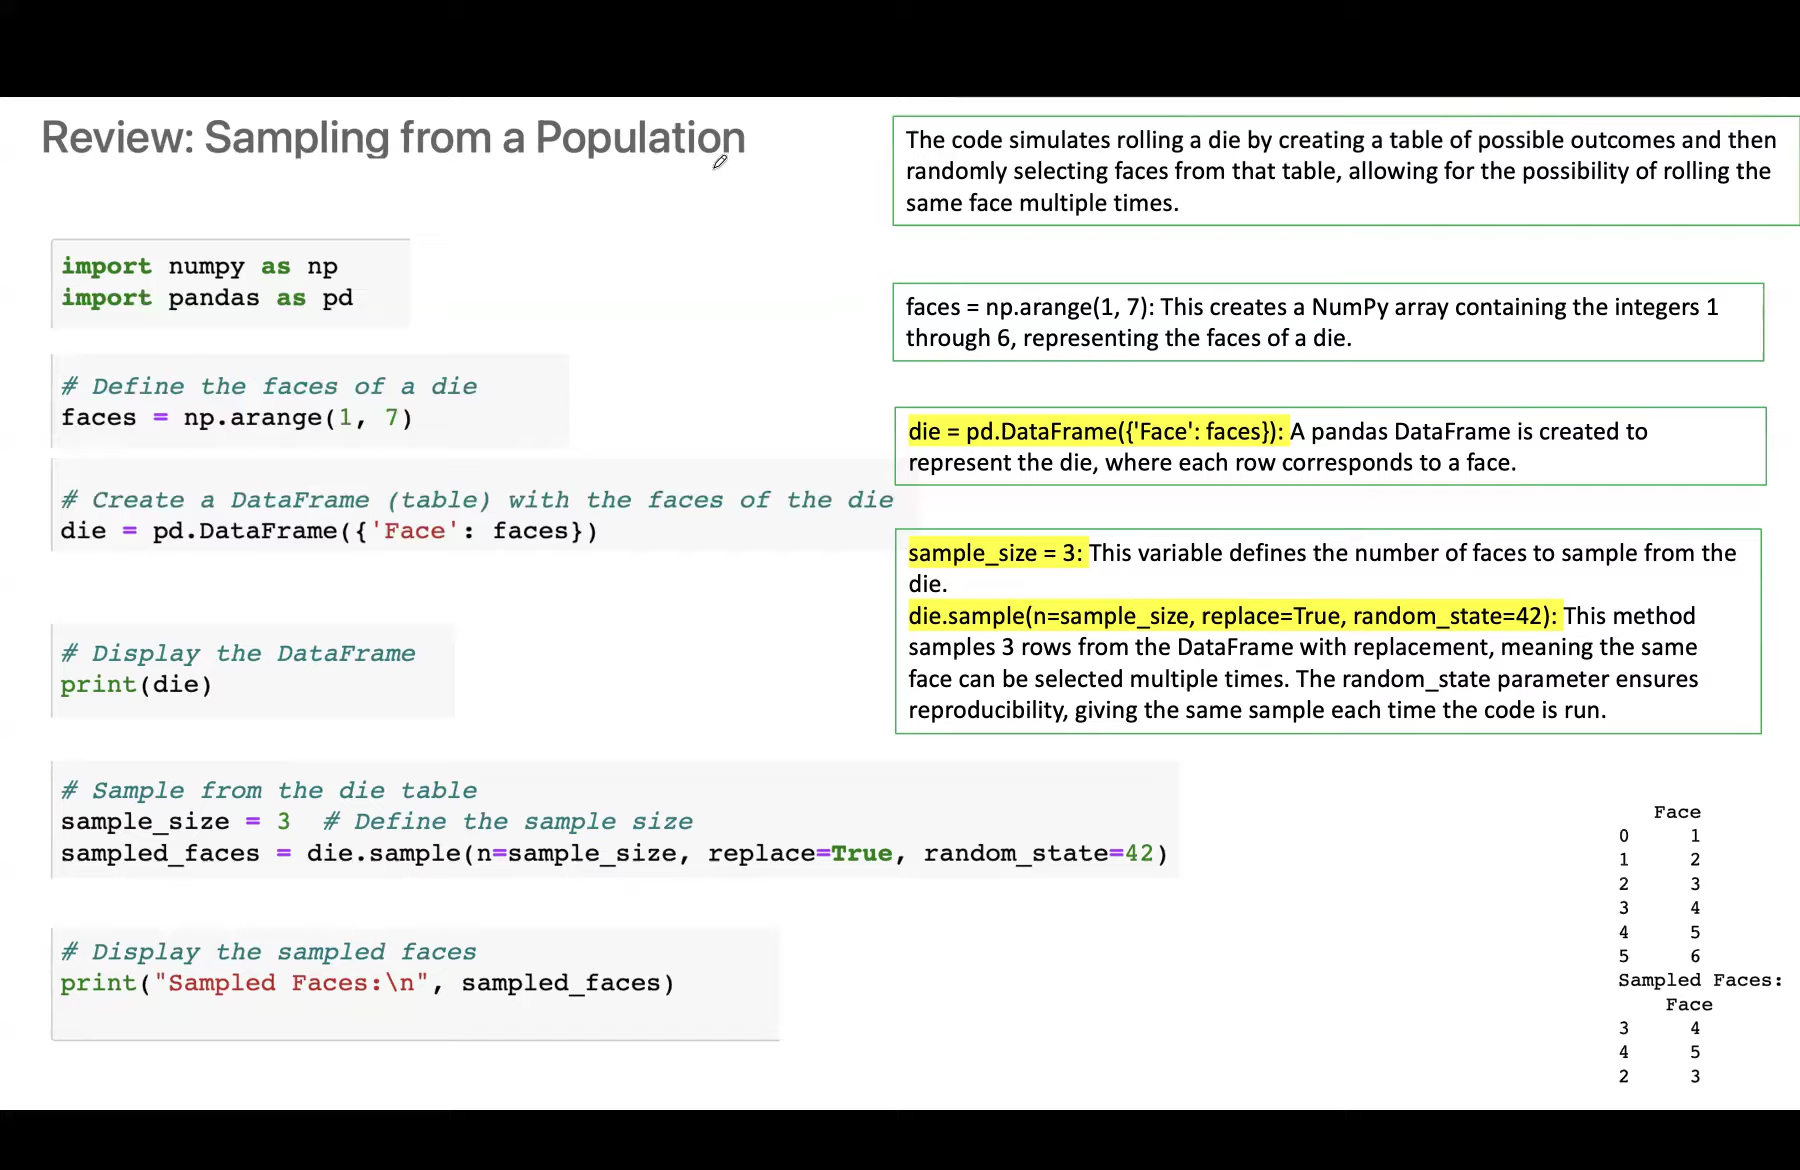 Review: Sampling from a Population
import numpy as np
import pandas as pd
# Define the faces of a die
faces = np.arange(1, 7)
# Create a DataFrame (table) with the faces of the die
die = pd.DataFrame({'Face': faces})
# Display the DataFrame
print(die)
# Sample from the die table
sample_size = 3  # Define the sample size
sampled_faces = die.sample(n=sample_size, replace=True, random_state=42)
# Display the sampled faces
print("Sampled Faces:\n", sampled_faces)
The code simulates rolling a die by creating a table of possible outcomes and then
randomly selecting faces from that table, allowing for the possibility of rolling the
same face multiple times.
faces = np.arange(1, 7): This creates a NumPy array containing the integers 1
through 6, representing the faces of a die.
die = pd.DataFrame({'Face': faces}): A pandas DataFrame is created to
represent the die, where each row corresponds to a face.
sample_size = 3: This variable defines the number of faces to sample from the
die.
die.sample(n=sample_size, replace=True, random_state=42): This method
samples 3 rows from the DataFrame with replacement, meaning the same
face can be selected multiple times. The random_state parameter ensures
reproducibility, giving the same sample each time the code is run.
Face
0 1
1 2
2 3
3 4
4 5
5 6
Sampled Faces:
Face
3 4
4 5
2 3